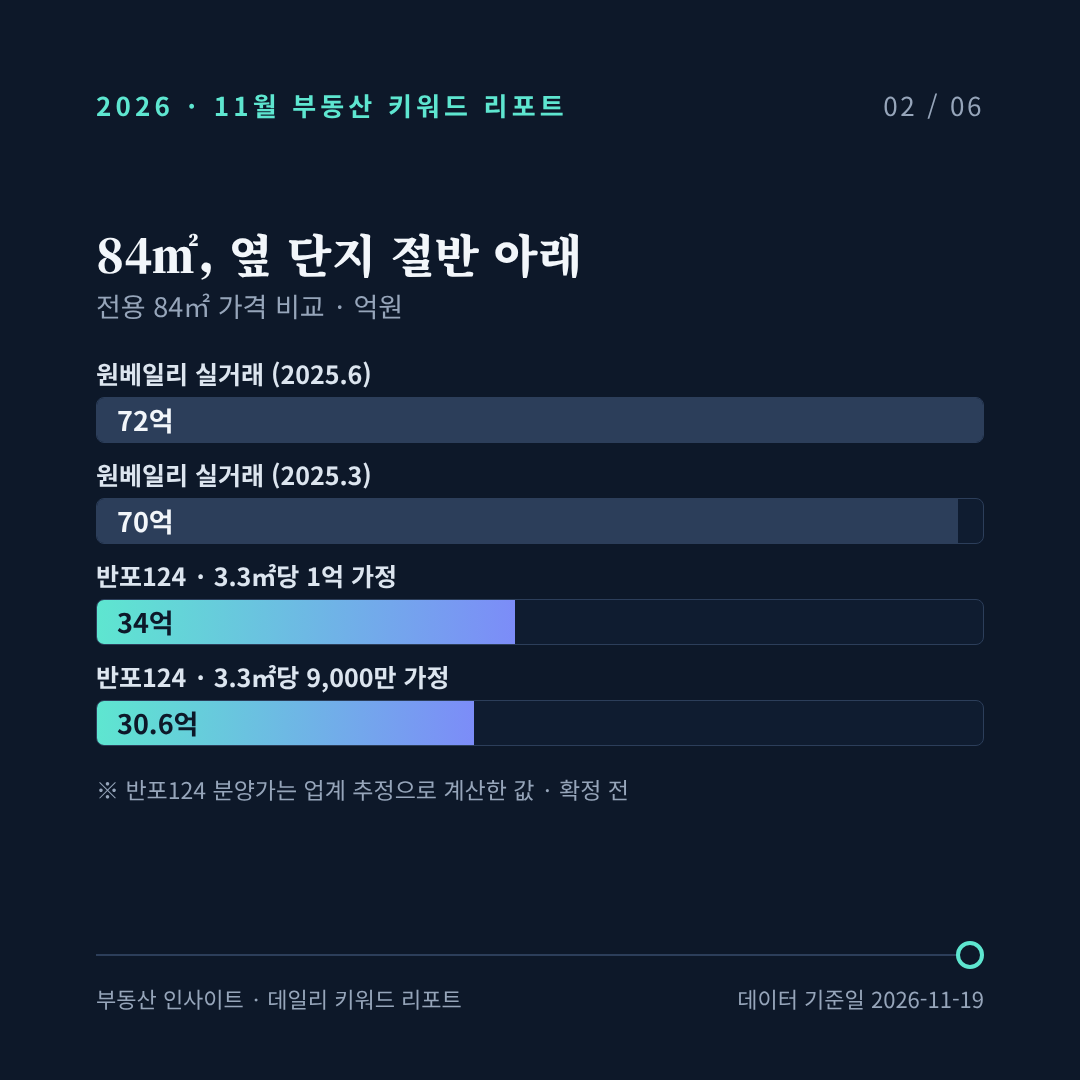 2026 · 11월 부동산 키워드 리포트
02 / 06
84㎡, 옆 단지 절반 아래
전용 84㎡ 가격 비교 · 억원
원베일리 실거래 (2025.6)
72억
원베일리 실거래 (2025.3)
70억
반포124 · 3.3㎡당 1억 가정
34억
반포124 · 3.3㎡당 9,000만 가정
30.6억
※ 반포124 분양가는 업계 추정으로 계산한 값 · 확정 전
부동산 인사이트 · 데일리 키워드 리포트
데이터 기준일 2026-11-19